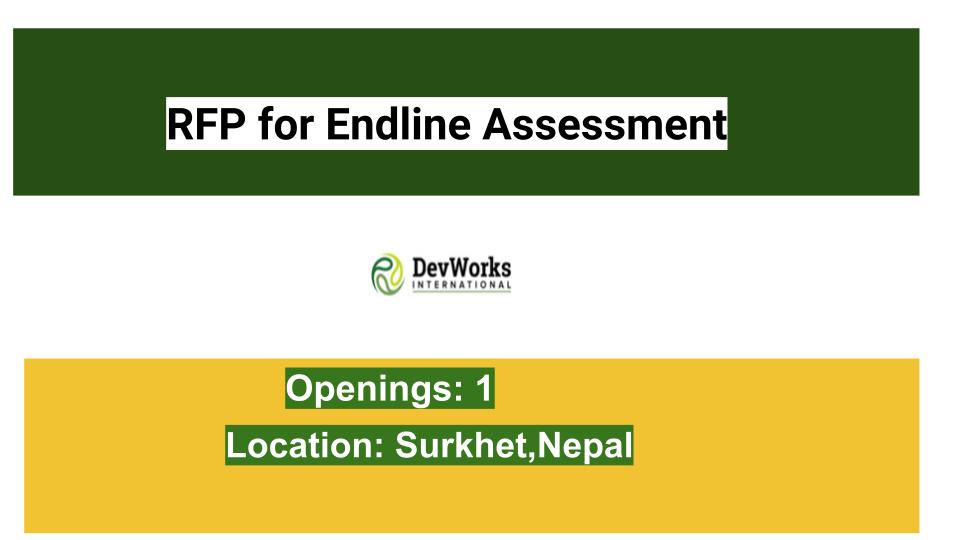 RFP for Endline Assessment
DevWorks
INTERNATIONAL
Openings: 1
Location: Surkhet,Nepal